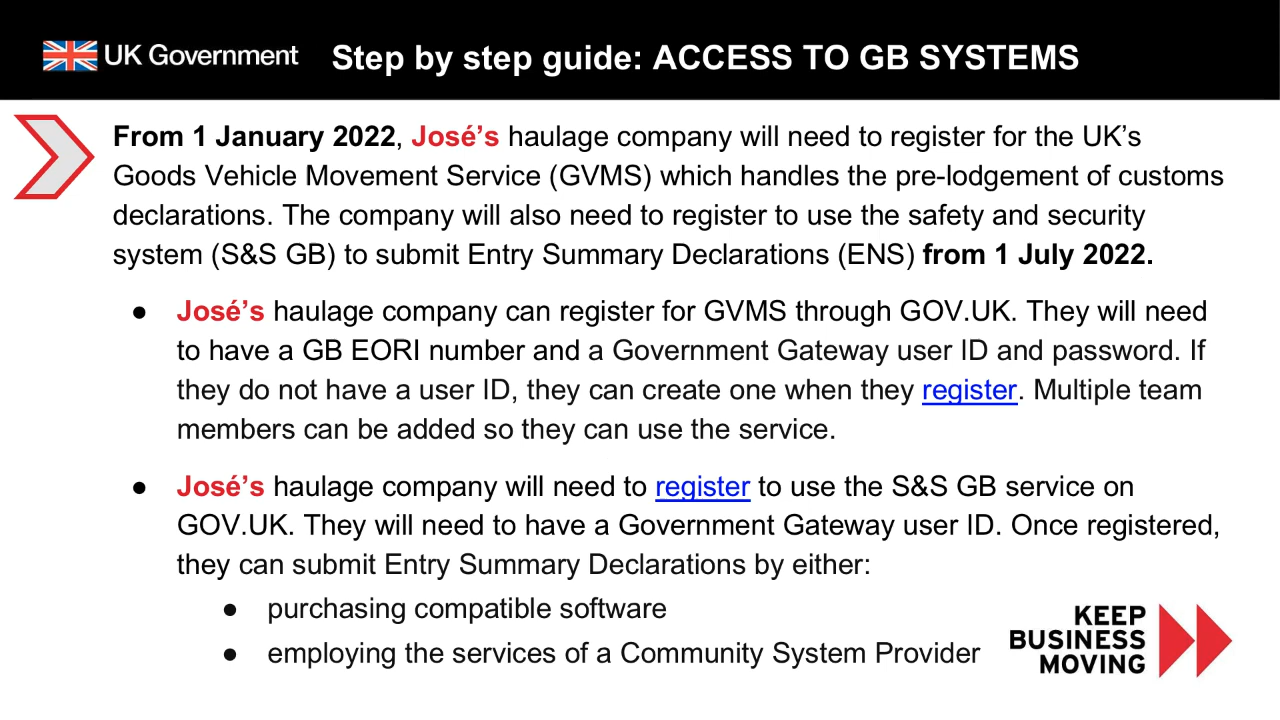 UK Government
Step by step guide: ACCESS TO GB SYSTEMS
From 1 January 2022, José’s haulage company will need to register for the UK’s
Goods Vehicle Movement Service (GVMS) which handles the pre-lodgement of customs
declarations. The company will also need to register to use the safety and security
system (S&S GB) to submit Entry Summary Declarations (ENS) from 1 July 2022.
● José’s haulage company can register for GVMS through GOV.UK. They will need
to have a GB EORI number and a Government Gateway user ID and password. If
they do not have a user ID, they can create one when they register. Multiple team
members can be added so they can use the service.
● José’s haulage company will need to register to use the S&S GB service on
GOV.UK. They will need to have a Government Gateway user ID. Once registered,
they can submit Entry Summary Declarations by either:
● purchasing compatible software
● employing the services of a Community System Provider
KEEP
BUSINESS
MOVING